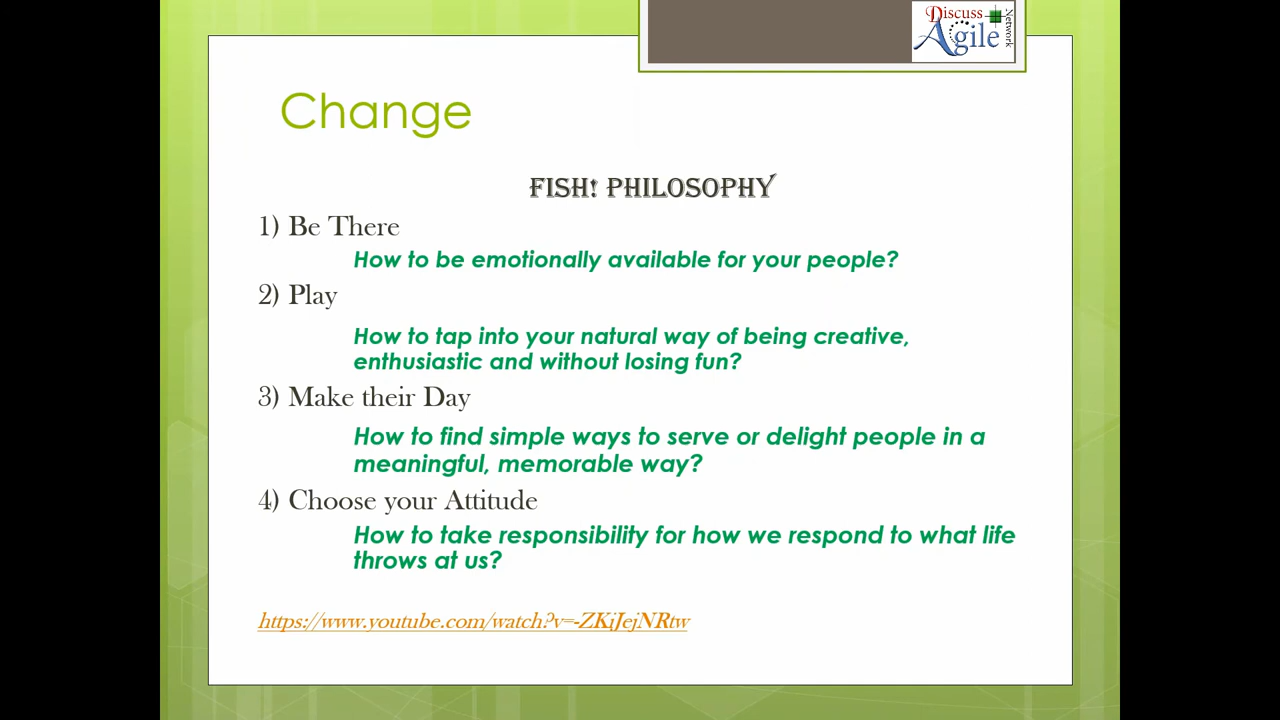 Discuss
Agile
Network
Change
FISH! PHILOSOPHY
1) Be There
How to be emotionally available for your people?
2) Play
How to tap into your natural way of being creative,
enthusiastic and without losing fun?
3) Make their Day
How to find simple ways to serve or delight people in a
meaningful, memorable way?
4) Choose your Attitude
How to take responsibility for how we respond to what life
throws at us?
https://www.youtube.com/watch?v=-ZKiJejNRtw